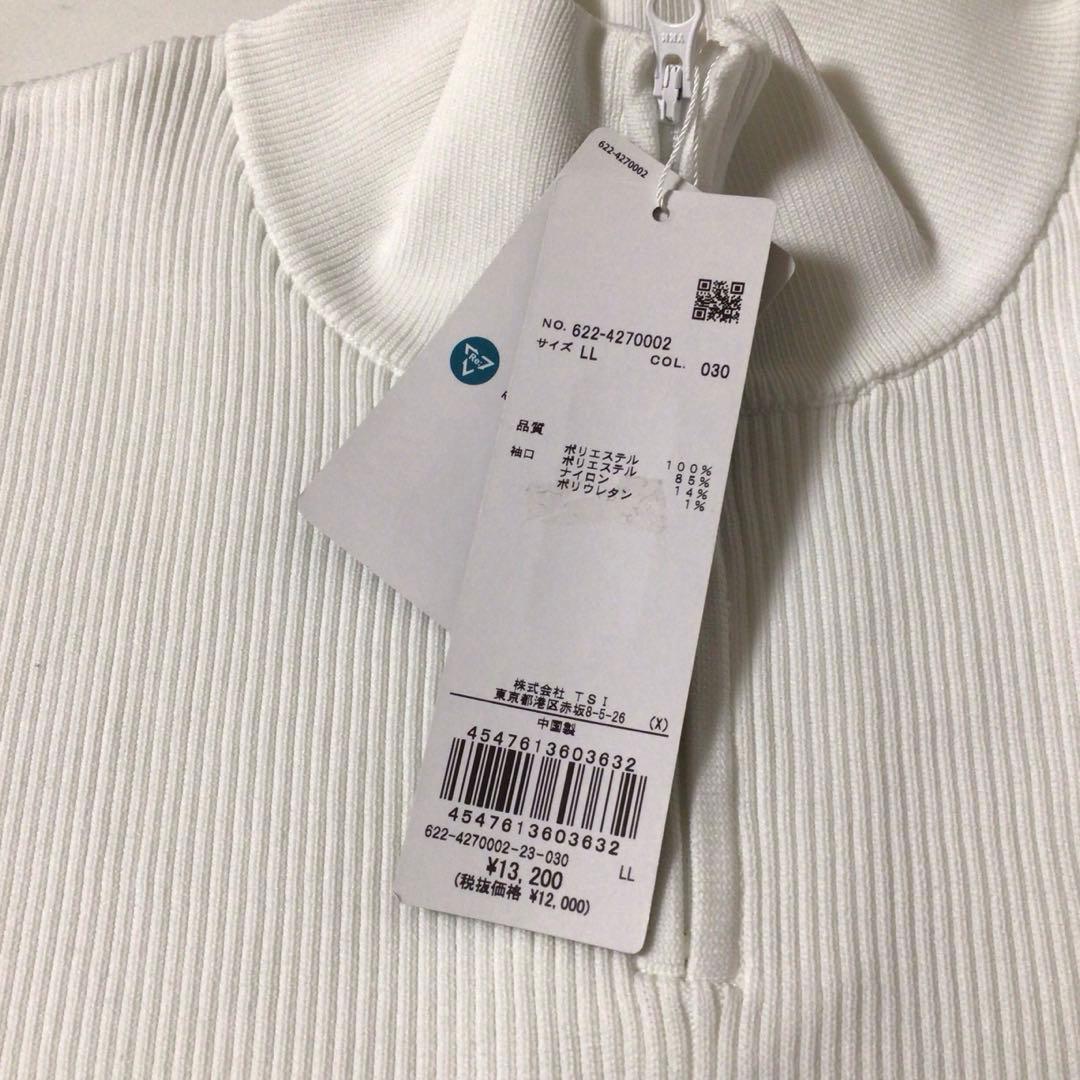 YKK
622-4270002
NO. 622-4270002
サイズ LL COL. 030
Re:
品質 ポリエステル 100%
袖口 ポリエステル 85%
ナイロン 14%
ポリウレタン 1%
株式会社 TSI
東京都港区赤坂8-5-26 (X)
中国製
4547613603632
4547613603632
622-4270002-23-030 LL
¥13,200
(税抜価格 ¥12,000)